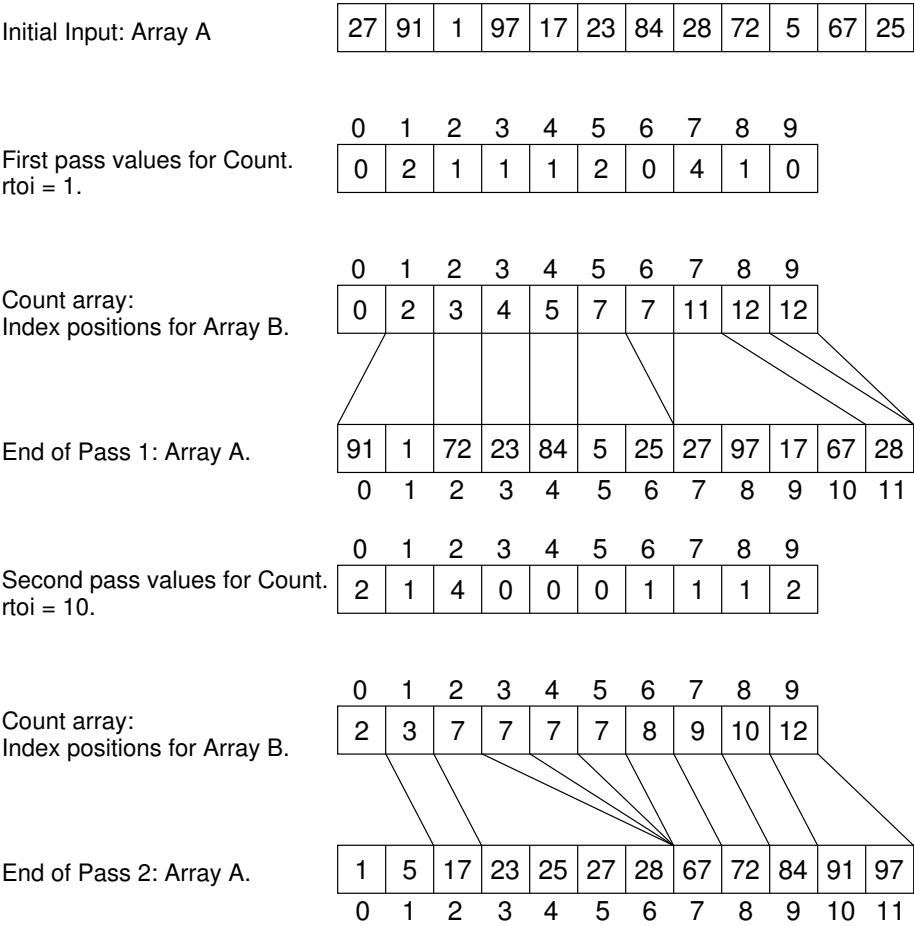 Initial Input: Array A 27 91 1 97 17 23 84 28 72 5 67 25
0 1 2 3 4 5 6 7 8 9
First pass values for Count.
rtoi = 1.
0 2 1 1 1 2 0 4 1 0
0 1 2 3 4 5 6 7 8 9
Count array:
Index positions for Array B.
0 2 3 4 5 7 7 11 12 12
End of Pass 1: Array A. 91 1 72 23 84 5 25 27 97 17 67 28
0 1 2 3 4 5 6 7 8 9 10 11
0 1 2 3 4 5 6 7 8 9
Second pass values for Count.
rtoi = 10.
2 1 4 0 0 0 1 1 1 2
0 1 2 3 4 5 6 7 8 9
Count array:
Index positions for Array B.
2 3 7 7 7 7 8 9 10 12
End of Pass 2: Array A. 1 5 17 23 25 27 28 67 72 84 91 97
0 1 2 3 4 5 6 7 8 9 10 11